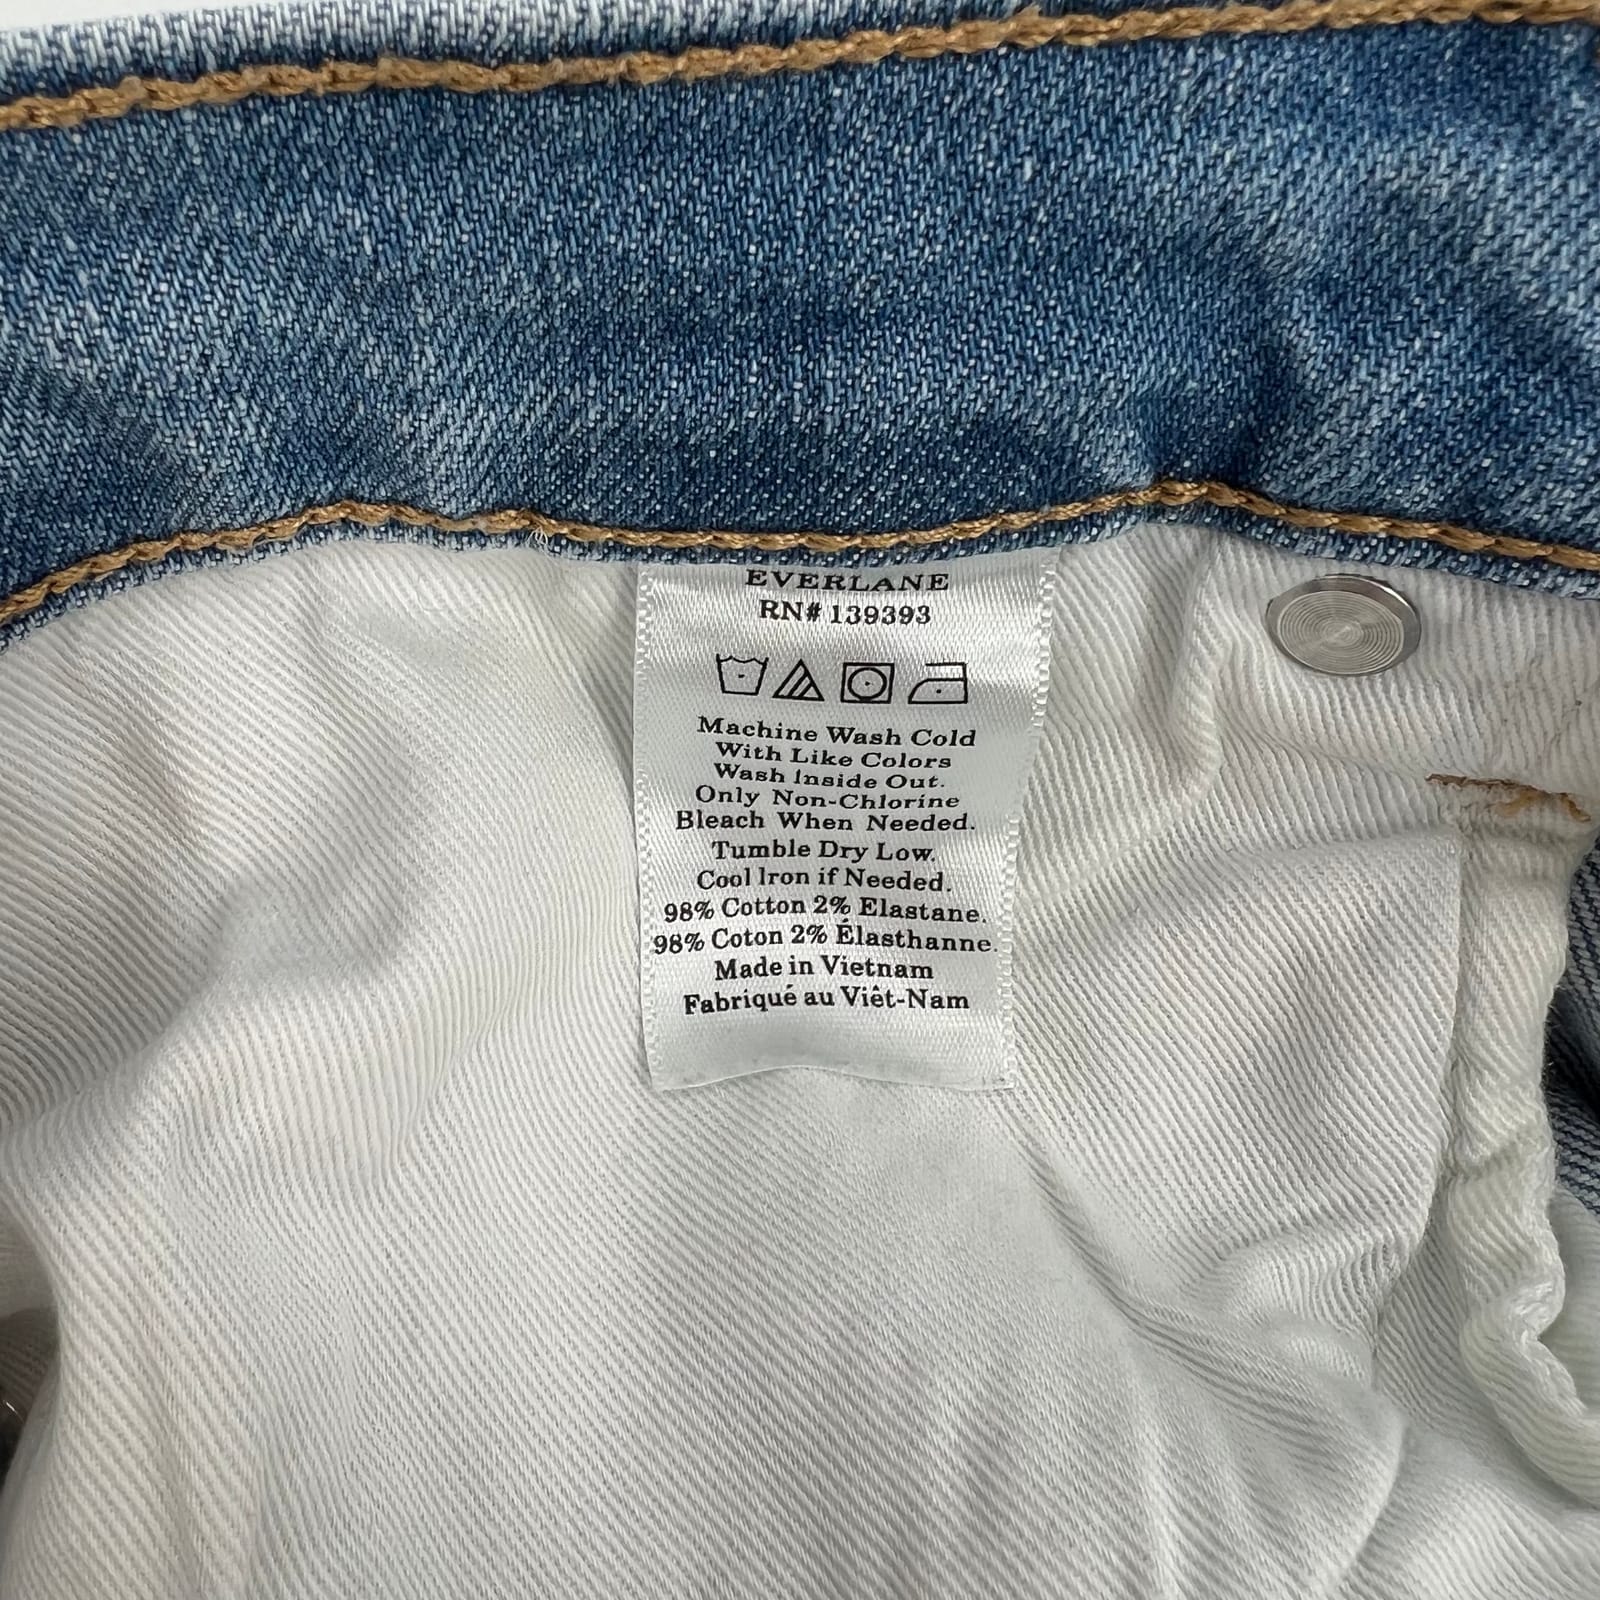 EVERLANE
RN# 139393
Machine Wash Cold
With Like Colors
Wash Inside Out.
Only Non-Chlorine
Bleach When Needed.
Tumble Dry Low.
Cool Iron if Needed.
98% Cotton 2% Elastane.
98% Coton 2% Élasthanne.
Made in Vietnam
Fabriqué au Viêt-Nam